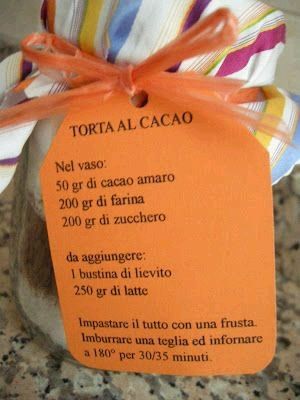 TORTA AL CACAO
Nel vaso:
50 gr di cacao amaro
200 gr di farina
200 gr di zucchero
da aggiungere:
1 bustina di lievito
250 gr di latte
Impastare il tutto con una frusta.
Imburrare una teglia ed infornare
a 180° per 30/35 minuti.